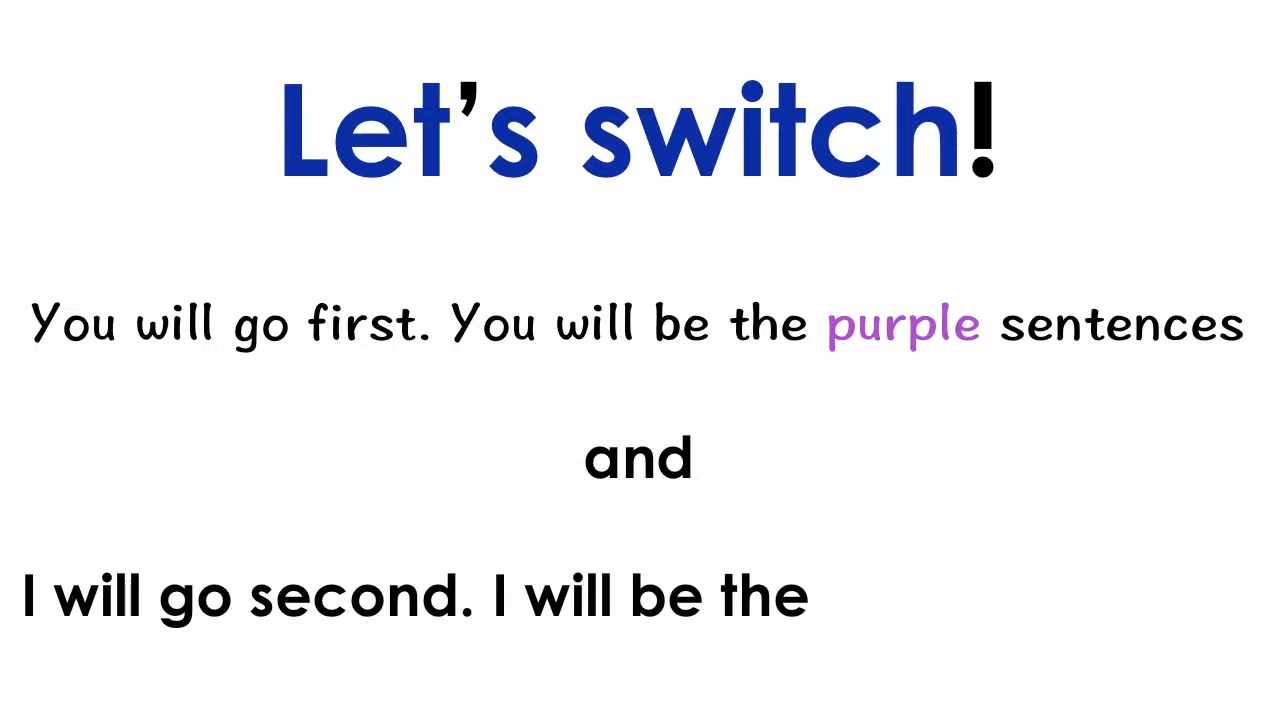 Let’s switch!
You will go first. You will be the purple sentences
and
I will go second. I will be the